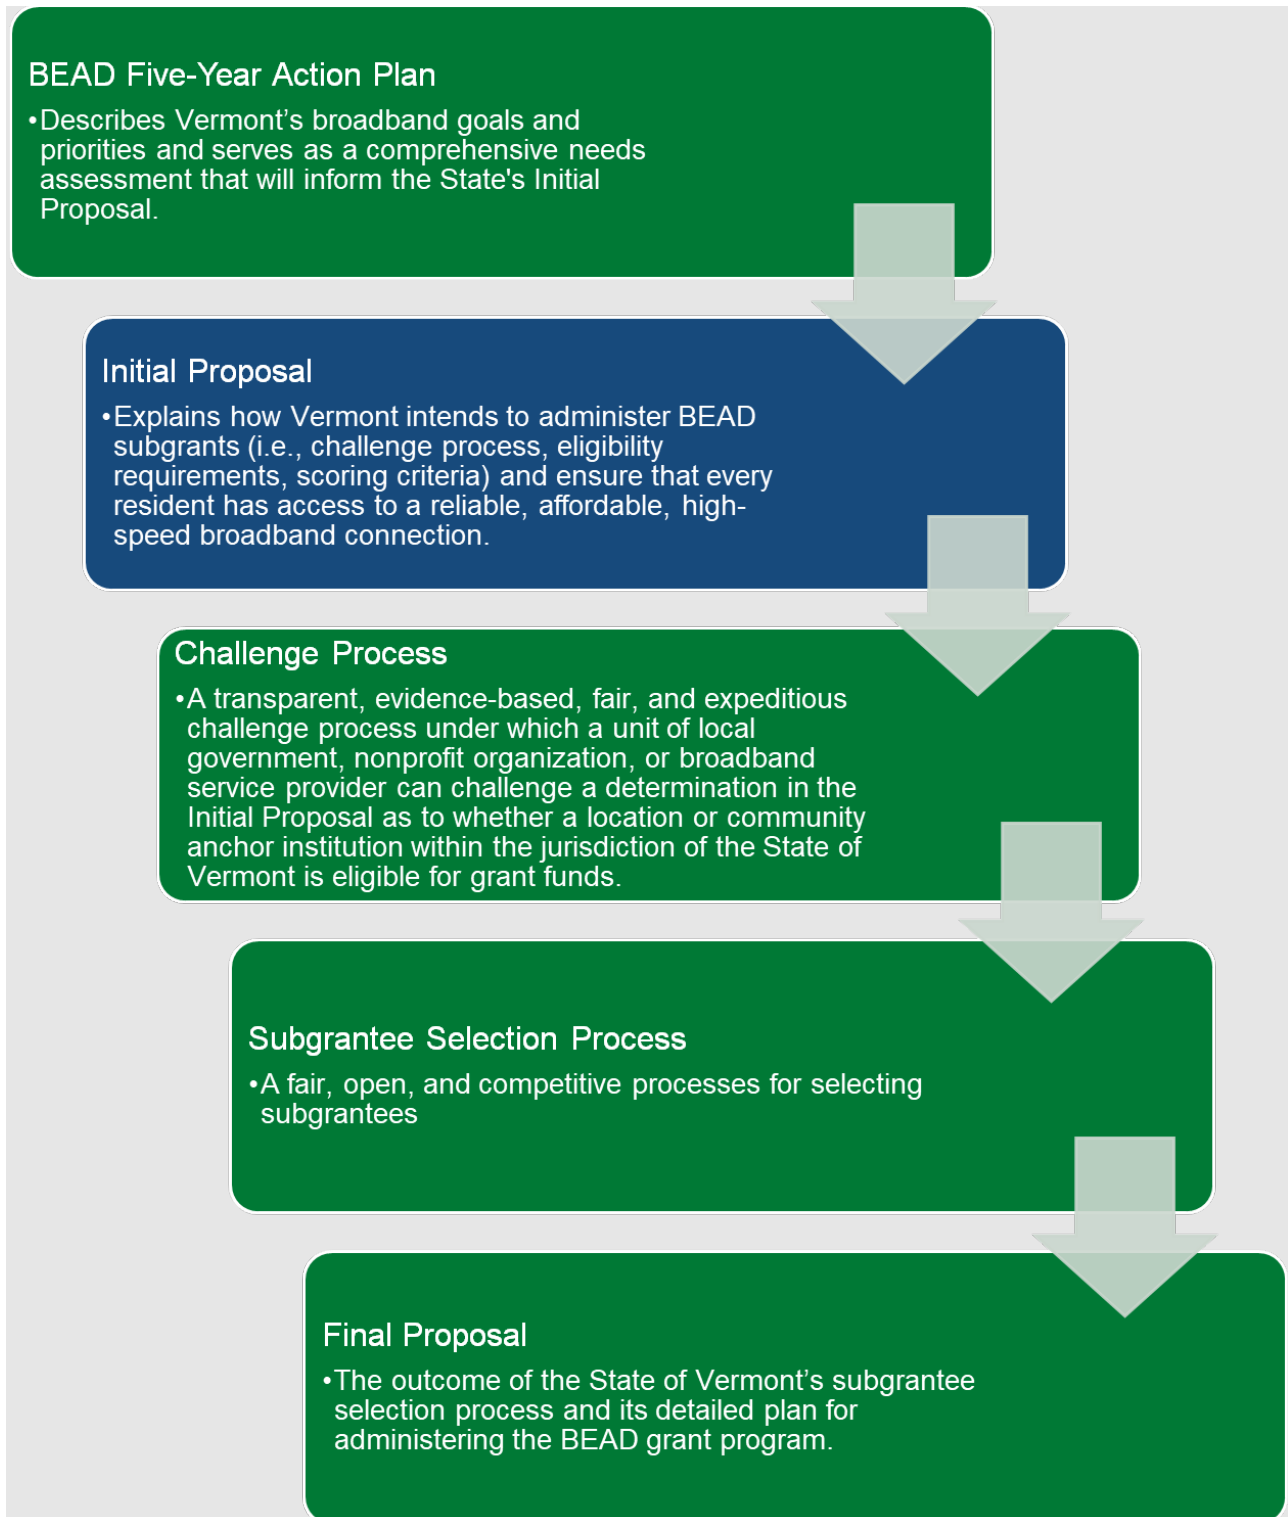 BEAD Five-Year Action Plan
•Describes Vermont’s broadband goals and
priorities and serves as a comprehensive needs
assessment that will inform the State's Initial
Proposal.
Initial Proposal
•Explains how Vermont intends to administer BEAD
subgrants (i.e., challenge process, eligibility
requirements, scoring criteria) and ensure that every
resident has access to a reliable, affordable, high-
speed broadband connection.
Challenge Process
•A transparent, evidence-based, fair, and expeditious
challenge process under which a unit of local
government, nonprofit organization, or broadband
service provider can challenge a determination in the
Initial Proposal as to whether a location or community
anchor institution within the jurisdiction of the State of
Vermont is eligible for grant funds.
Subgrantee Selection Process
•A fair, open, and competitive processes for selecting
subgrantees
Final Proposal
•The outcome of the State of Vermont’s subgrantee
selection process and its detailed plan for
administering the BEAD grant program.